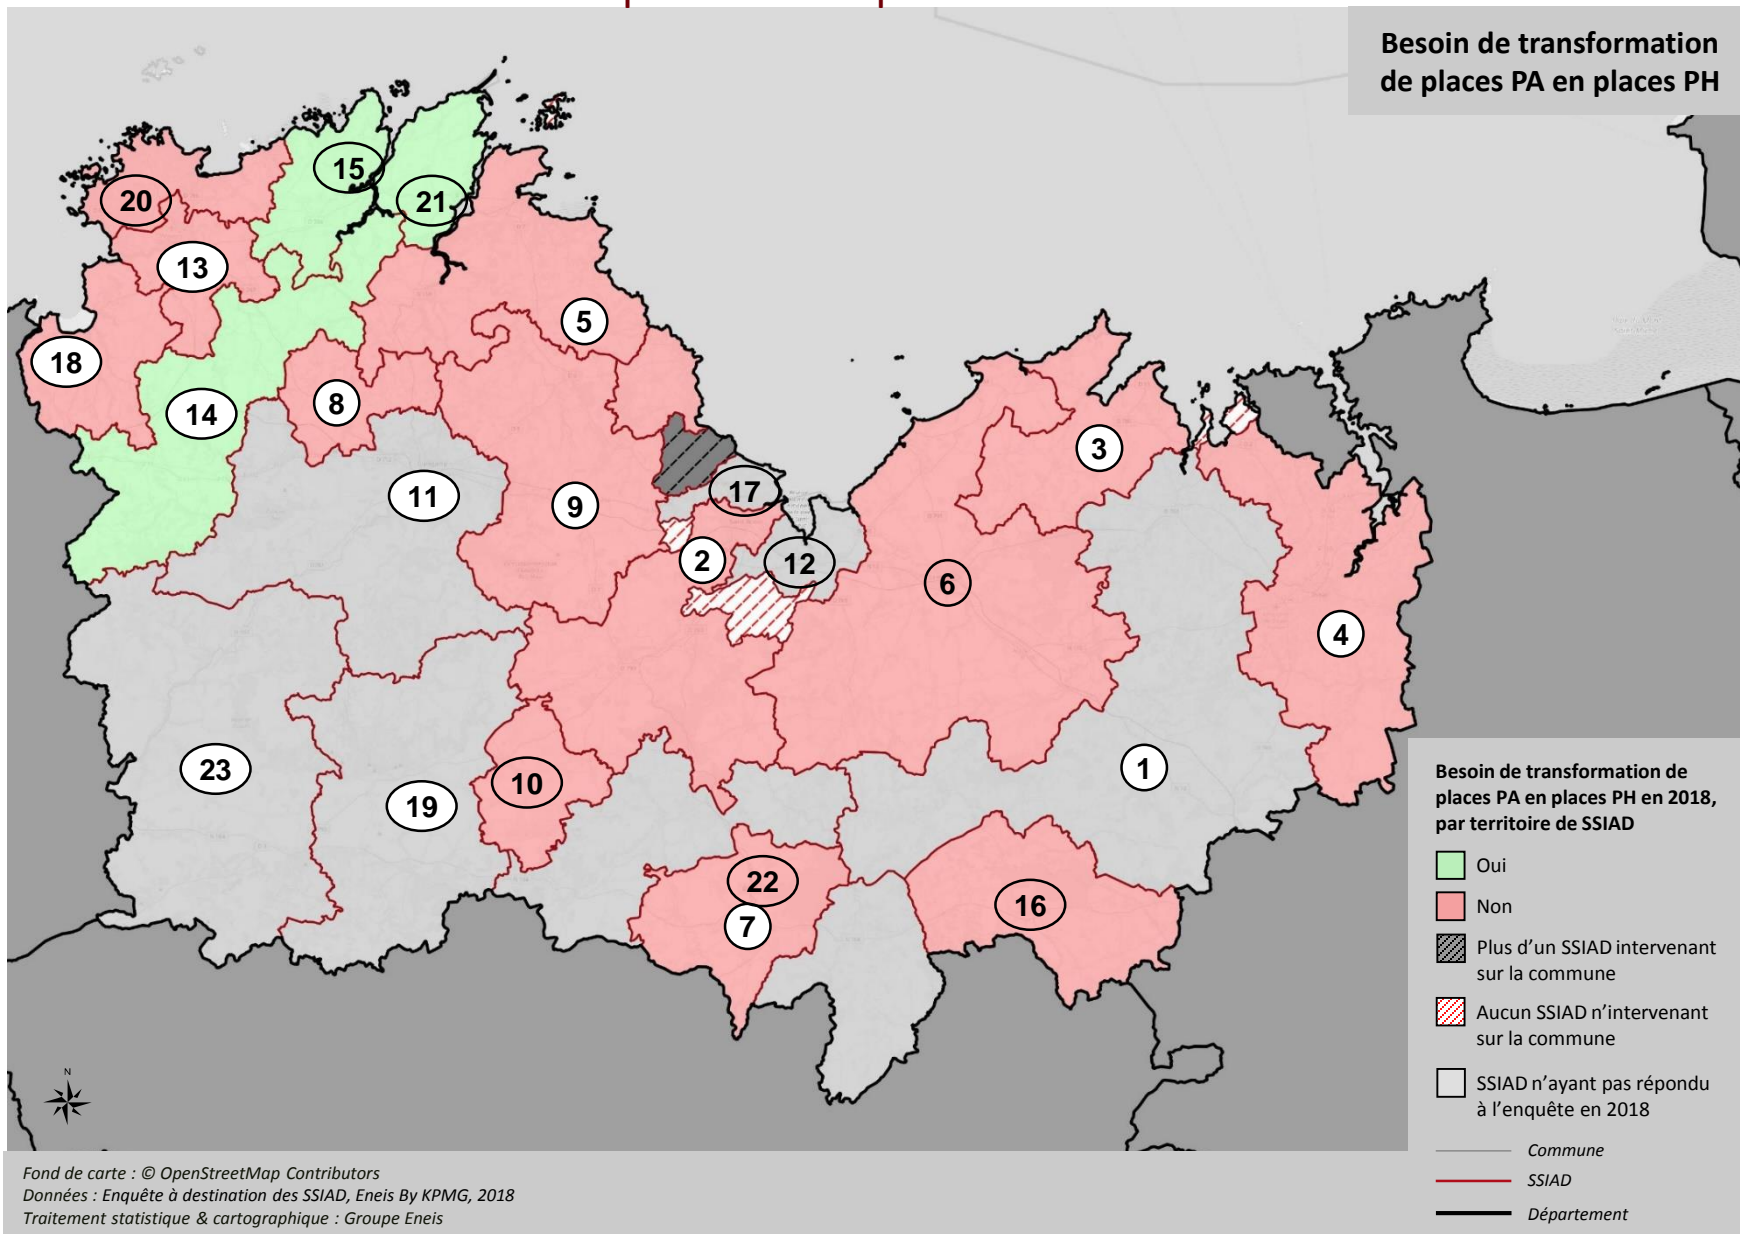 Besoin de transformation
de places PA en places PH
15
20
21
13
5
18
8
14
3
11
17
9
2
12
6
4
23
10
19
1
22
16
7
N
Besoin de transformation de
places PA en places PH en 2018,
par territoire de SSIAD
Oui
Non
Plus d’un SSIAD intervenant
sur la commune
Aucun SSIAD n’intervenant
sur la commune
SSIAD n’ayant pas répondu
à l’enquête en 2018
Commune
SSIAD
Département
Fond de carte : © OpenStreetMap Contributors
Données : Enquête à destination des SSIAD, Eneis By KPMG, 2018
Traitement statistique & cartographique : Groupe Eneis